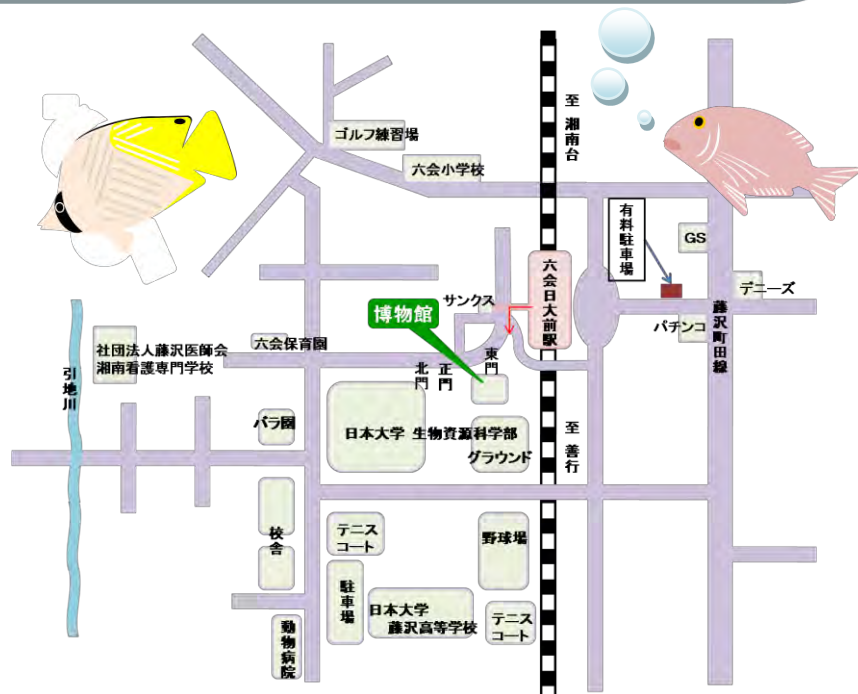 至 湘南台
ゴルフ練習場
六会小学校
有料駐車場
GS
六会日大前駅
デニーズ
サンクス
博物館
パチンコ
藤沢町田線
六会保育園
社団法人藤沢医師会
湘南看護専門学校
東門
正門
北門
引地川
バラ園
日本大学 生物資源科学部
グラウンド
至 善行
校舎
テニス
コート
野球場
駐車場
日本大学
藤沢高等学校
テニス
コート
動物病院